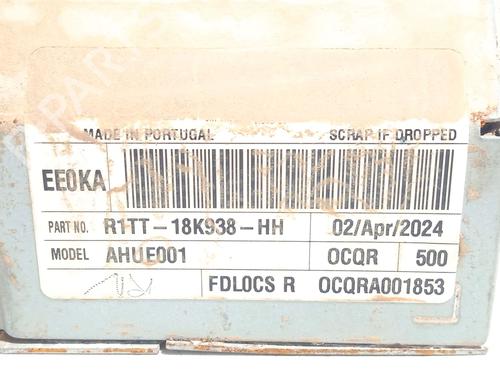 MADE IN PORTUGAL SCRAP IF DROPPED
EE0KA
PART NO. R1TT-18K938-HH 02/Apr/2024
MODEL AHUE001 OCQR 500
FDLOCS R OCQRA001853